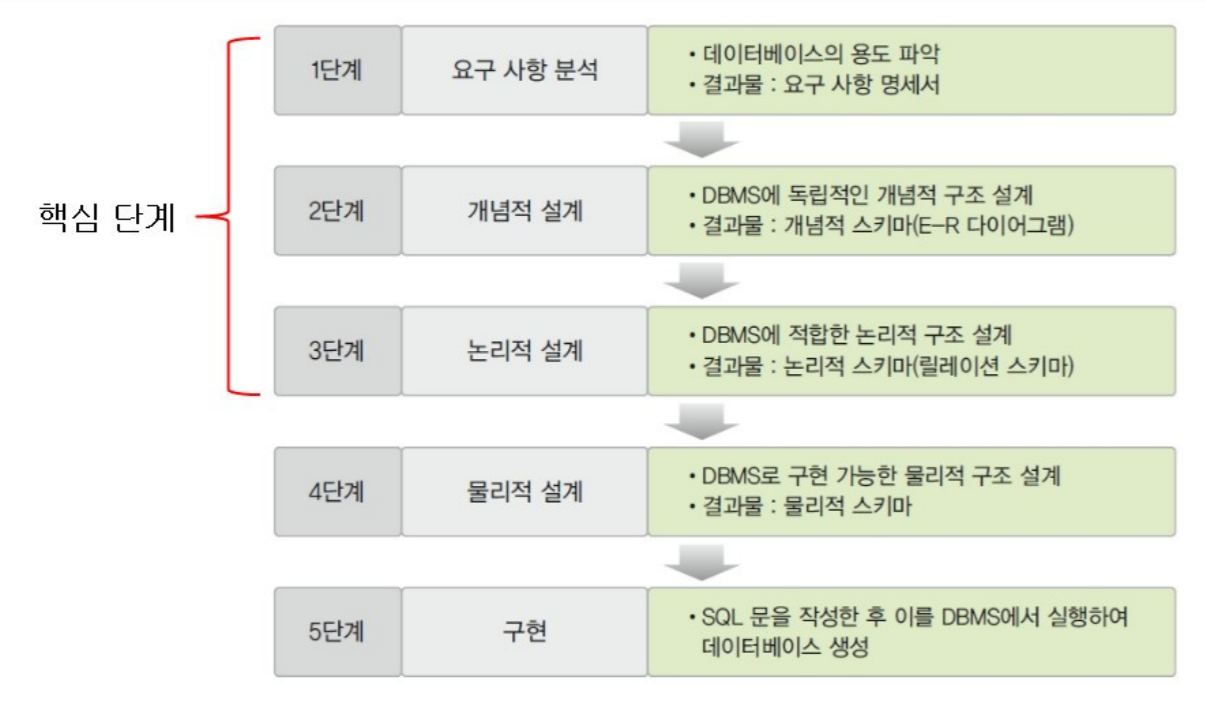 핵심 단계
1단계
요구 사항 분석
• 데이터베이스의 용도 파악
• 결과물 : 요구 사항 명세서
2단계
개념적 설계
• DBMS에 독립적인 개념적 구조 설계
• 결과물 : 개념적 스키마(E-R 다이어그램)
3단계
논리적 설계
• DBMS에 적합한 논리적 구조 설계
• 결과물 : 논리적 스키마(릴레이션 스키마)
4단계
물리적 설계
• DBMS로 구현 가능한 물리적 구조 설계
• 결과물 : 물리적 스키마
5단계
구현
• SQL 문을 작성한 후 이를 DBMS에서 실행하여
데이터베이스 생성